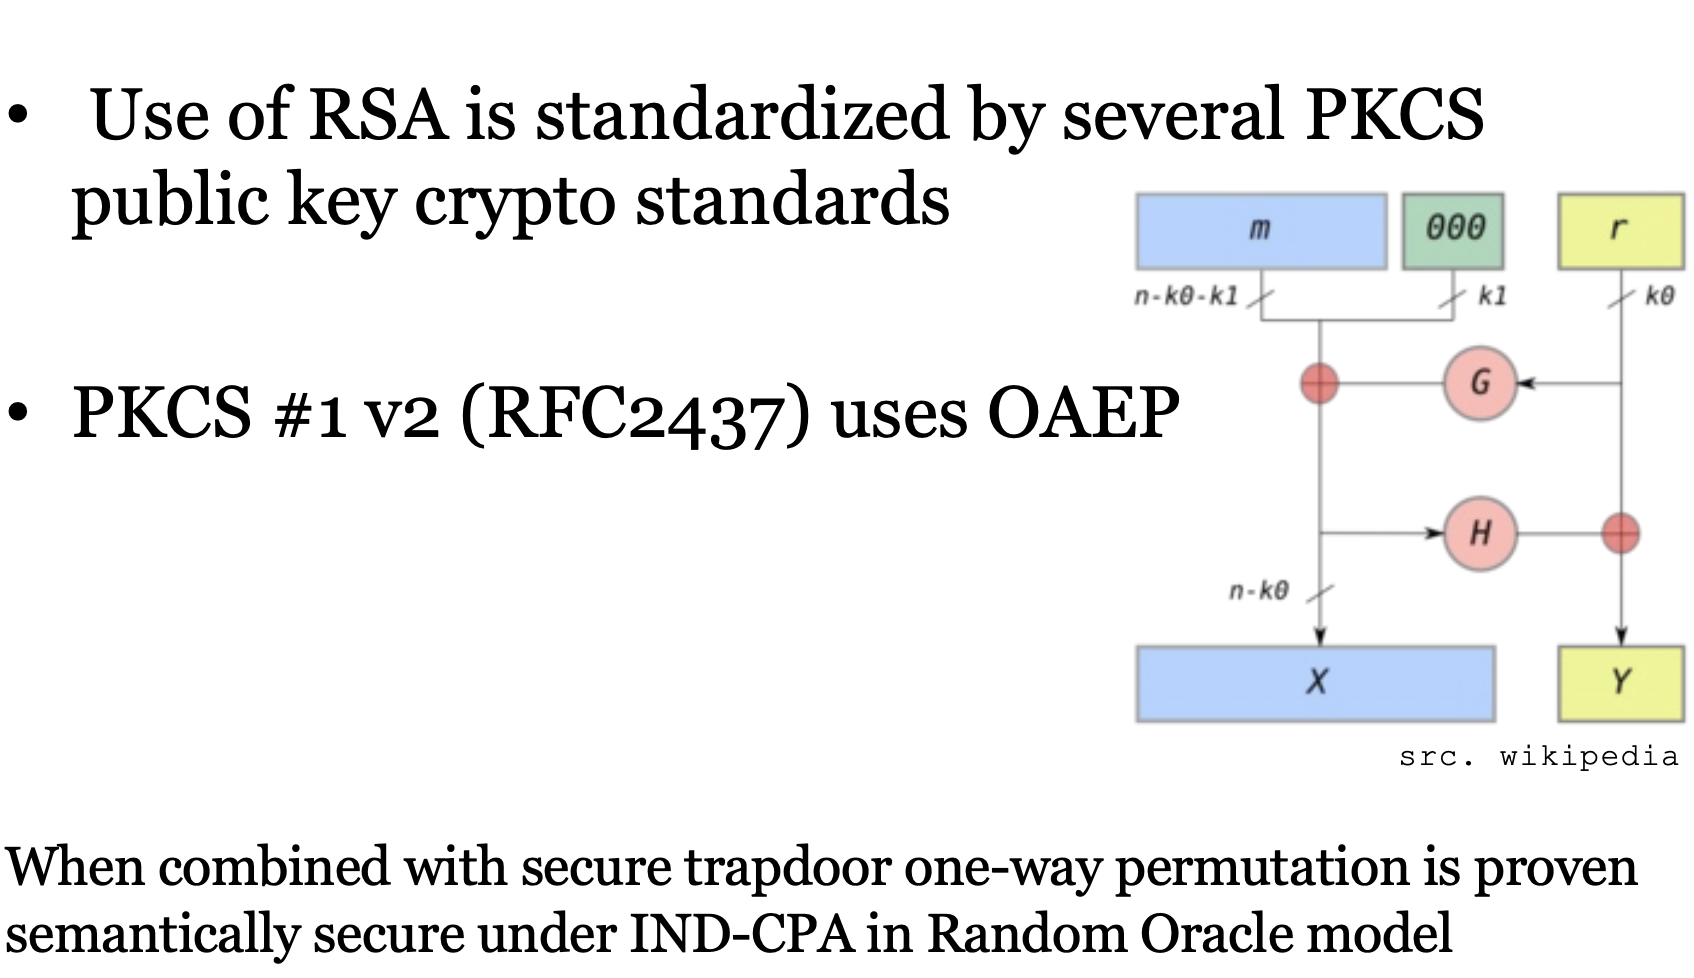 • Use of RSA is standardized by several PKCS
public key crypto standards
• PKCS #1 v2 (RFC2437) uses OAEP
m 000 r
n-k0-k1 k1 k0
G
H
n-k0
X Y
src. wikipedia
When combined with secure trapdoor one-way permutation is proven
semantically secure under IND-CPA in Random Oracle model